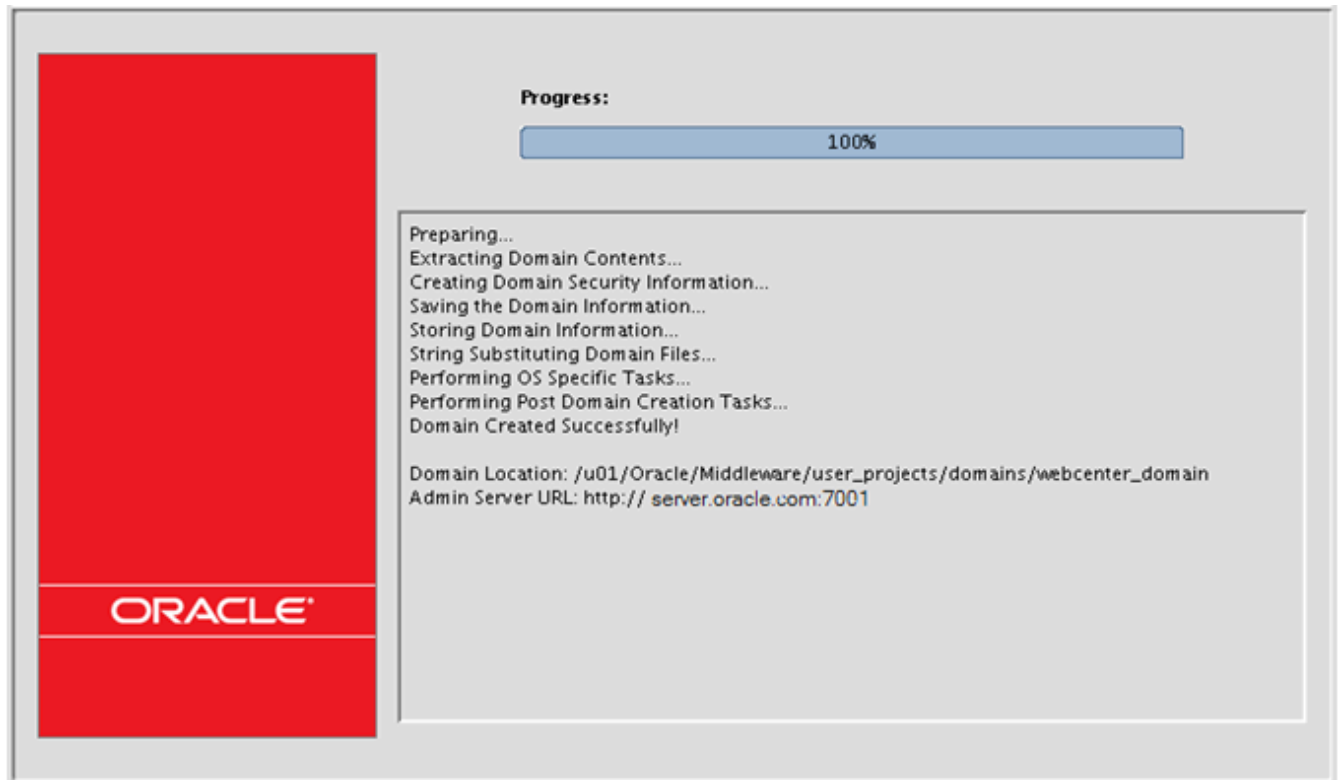 Progress:
100%
Preparing...
Extracting Domain Contents...
Creating Domain Security Information...
Saving the Domain Information...
Storing Domain Information...
String Substituting Domain Files...
Performing OS Specific Tasks...
Performing Post Domain Creation Tasks...
Domain Created Successfully!
Domain Location: /u01/Oracle/Middleware/user_projects/domains/webcenter_domain
Admin Server URL: http:// server.oracle.com:7001
ORACLE